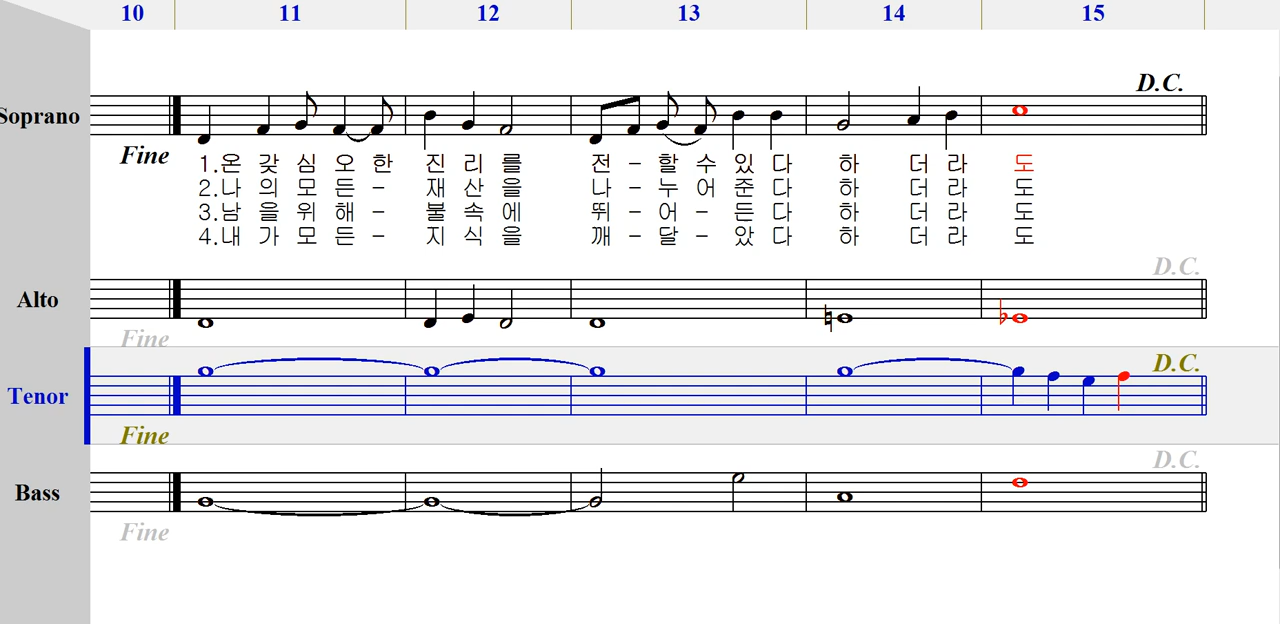 10 11 12 13 14 15
D.C.
Soprano
Fine
1.온 갖 심 오 한 진 리 를 전 - 할 수 있 다 하 더 라 도
2.나 의 모 든 - 재 산 을 나 - 누 어 준 다 하 더 라 도
3.남 을 위 해 - 불 속 에 뛰 - 어 - 든 다 하 더 라 도
4.내 가 모 든 - 지 식 을 깨 - 달 - 았 다 하 더 라 도
D.C.
Alto
Fine
D.C.
Tenor
Fine
D.C.
Bass
Fine